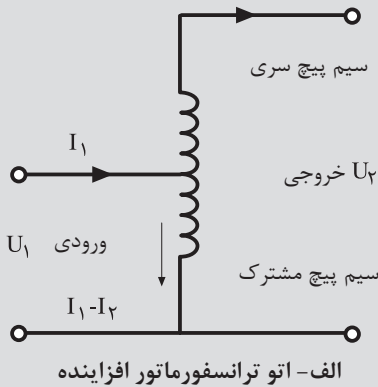 سیم پیچ سری
I۱
U۲ خروجی
U۱ ورودی
سیم پیچ مشترک
I۱-I۲
الف- اتو ترانسفورماتور افزاینده